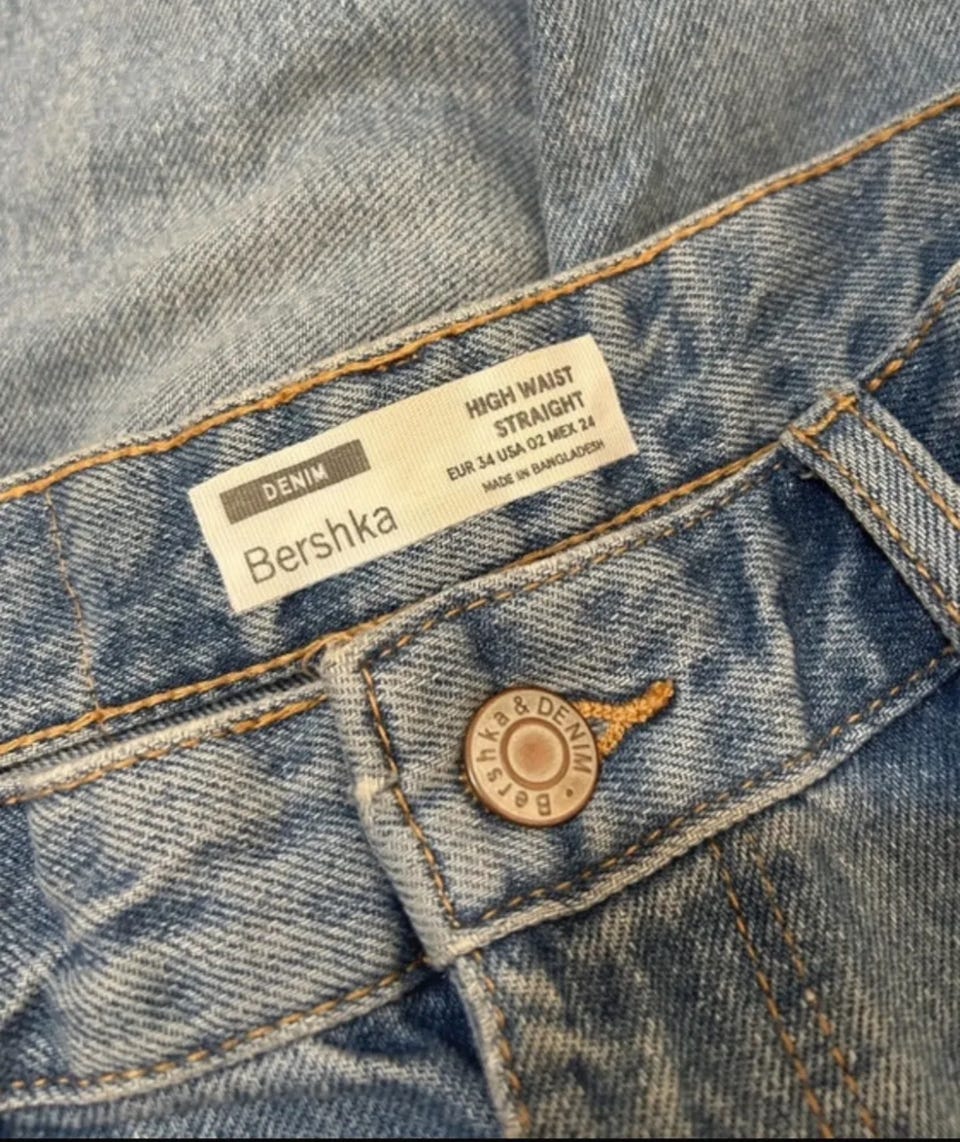 DENIM
Bershka
HIGH WAIST
STRAIGHT
EUR 34 USA 02 MEX 24
MADE IN BANGLADESH
Bershka & DENIM •